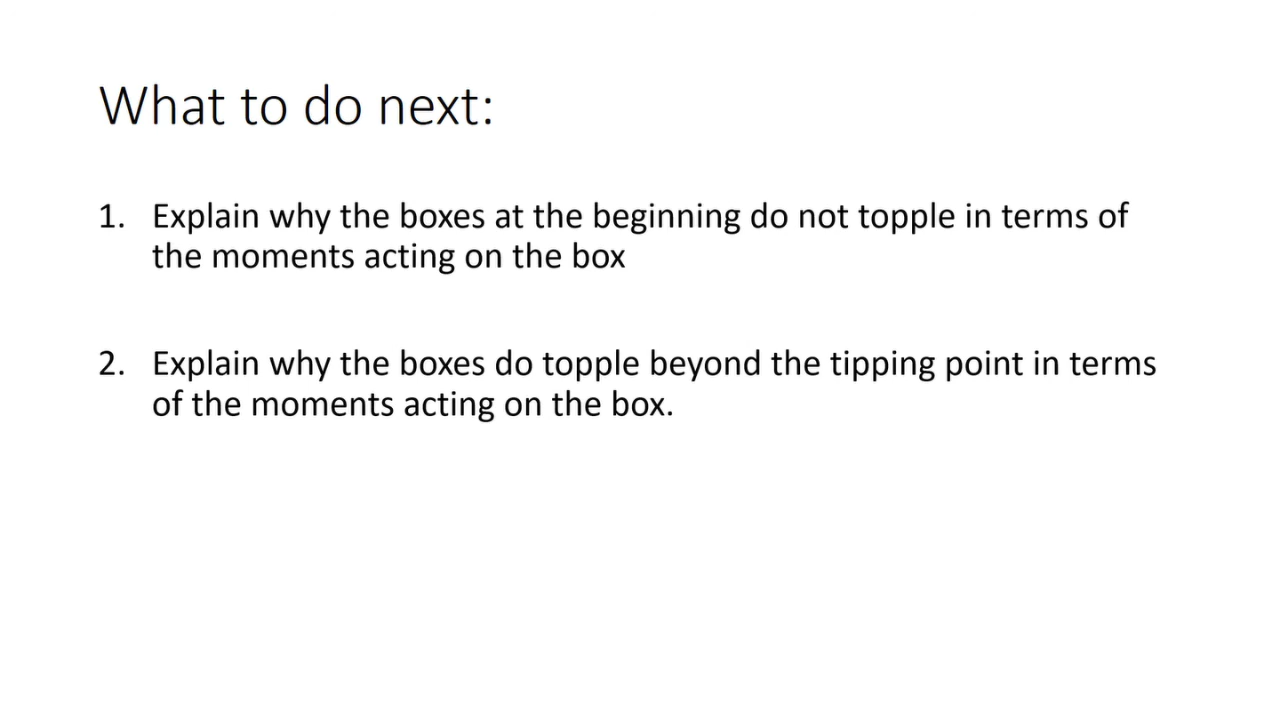 What to do next:
1. Explain why the boxes at the beginning do not topple in terms of
the moments acting on the box
2. Explain why the boxes do topple beyond the tipping point in terms
of the moments acting on the box.